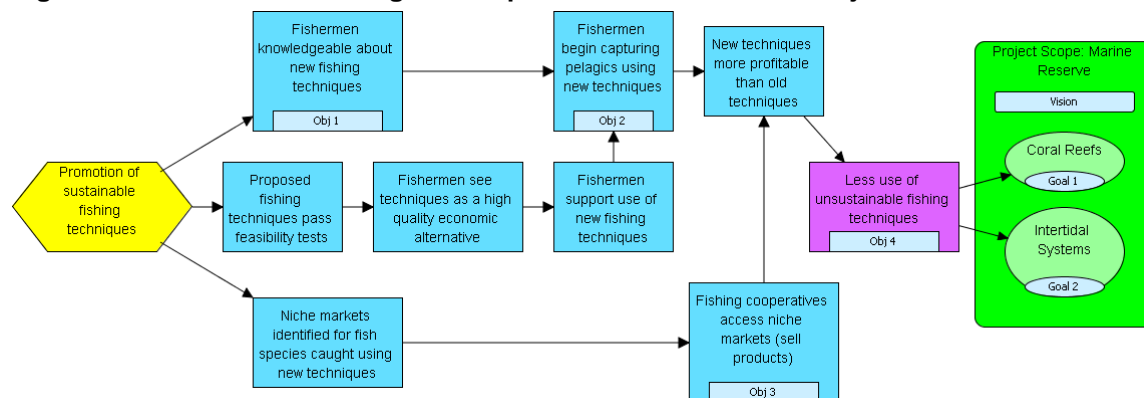 Fishermen
knowledgeable about
new fishing
techniques
Obj 1
Fishermen
begin capturing
pelagics using
new techniques
Obj 2
New techniques
more profitable
than old
techniques
Project Scope: Marine
Reserve
Vision
Coral Reefs
Goal 1
Intertidal
Systems
Goal 2
Promotion of
sustainable
fishing
techniques
Proposed
fishing
techniques pass
feasibility tests
Fishermen see
techniques as a high
quality economic
alternative
Fishermen
support use of
new fishing
techniques
Less use of
unsustainable fishing
techniques
Obj 4
Niche markets
identified for fish
species caught using
new techniques
Fishing cooperatives
access niche
markets (sell
products)
Obj 3